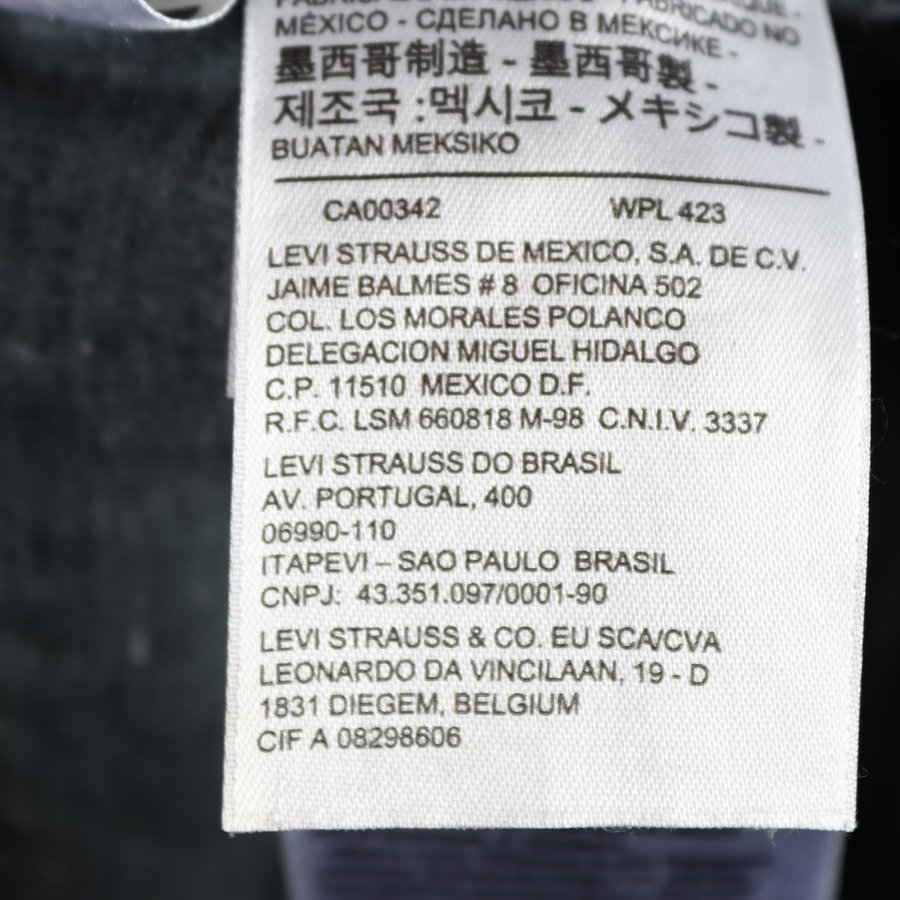 MÉXICO - СДЕЛАНО В МЕКСИКЕ - FABRICADO NO
墨西哥制造 - 墨西哥製 -
제조국 :멕시코 - メキシコ製 -
BUATAN MEKSIKO
CA00342 WPL 423
LEVI STRAUSS DE MEXICO, S.A. DE C.V.
JAIME BALMES # 8 OFICINA 502
COL. LOS MORALES POLANCO
DELEGACION MIGUEL HIDALGO
C.P. 11510 MEXICO D.F.
R.F.C. LSM 660818 M-98 C.N.I.V. 3337
LEVI STRAUSS DO BRASIL
AV. PORTUGAL, 400
06990-110
ITAPEVI – SAO PAULO BRASIL
CNPJ: 43.351.097/0001-90
LEVI STRAUSS & CO. EU SCA/CVA
LEONARDO DA VINCILAAN, 19 - D
1831 DIEGEM, BELGIUM
CIF A 08298606